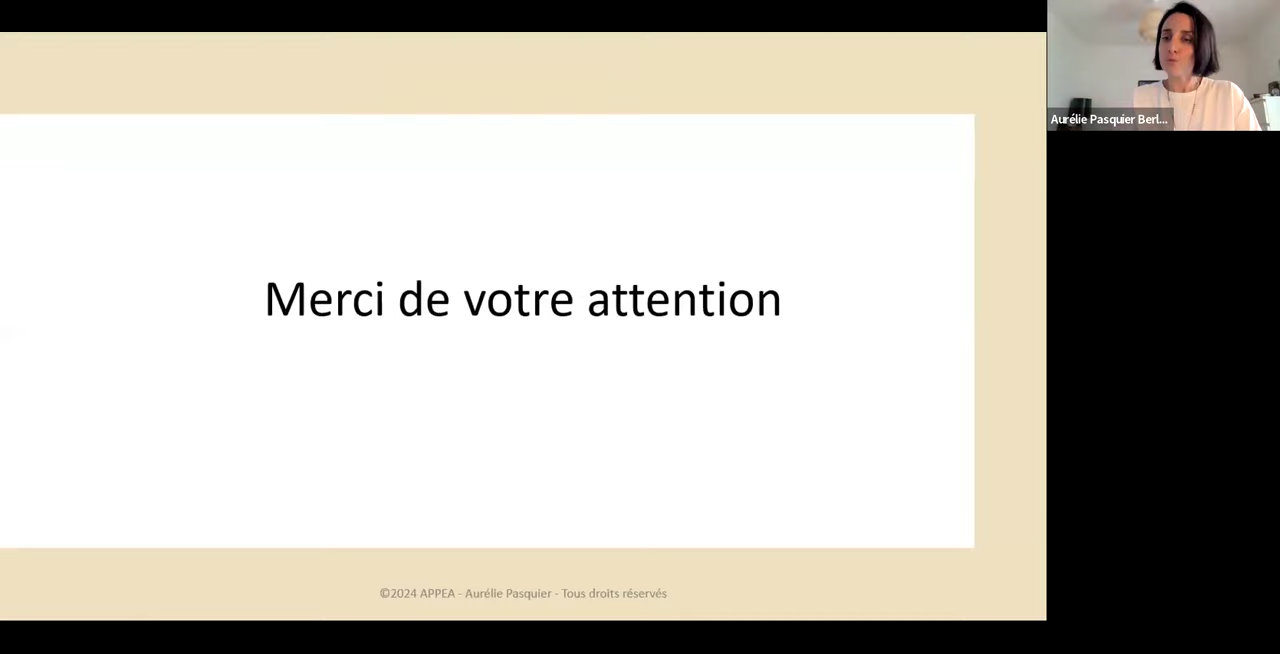 Merci de votre attention
©2024 APPEA - Aurélie Pasquier - Tous droits réservés
Aurélie Pasquier Berl...